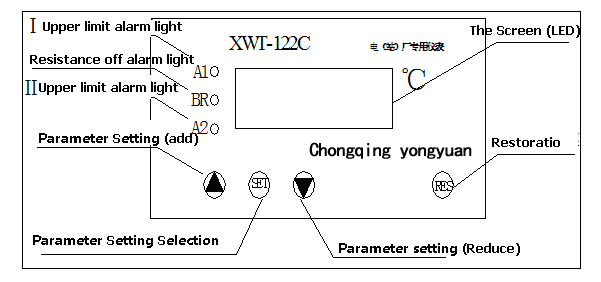 Ⅰ Upper limit alarm light
XWT-122C
The Screen (LED)
Resistance off alarm light
A1
℃
Ⅱ Upper limit alarm light
BR
A2
Parameter Setting (add)
Chongqing yongyuan
Restoratio
SET
RES
Parameter Setting Selection
Parameter setting (Reduce)